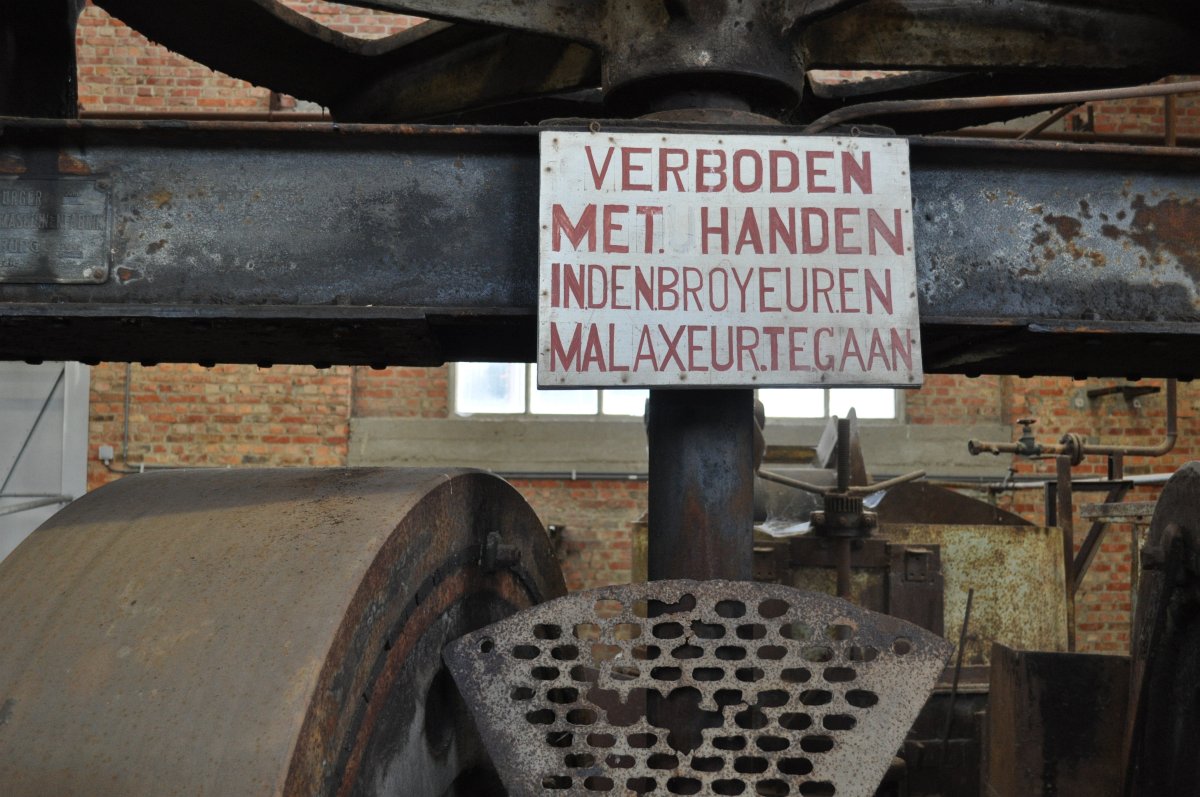 VERBODEN
MET. HANDEN
IN.DEN.BROYEUR.EN
MALAXEUR.TE GAAN